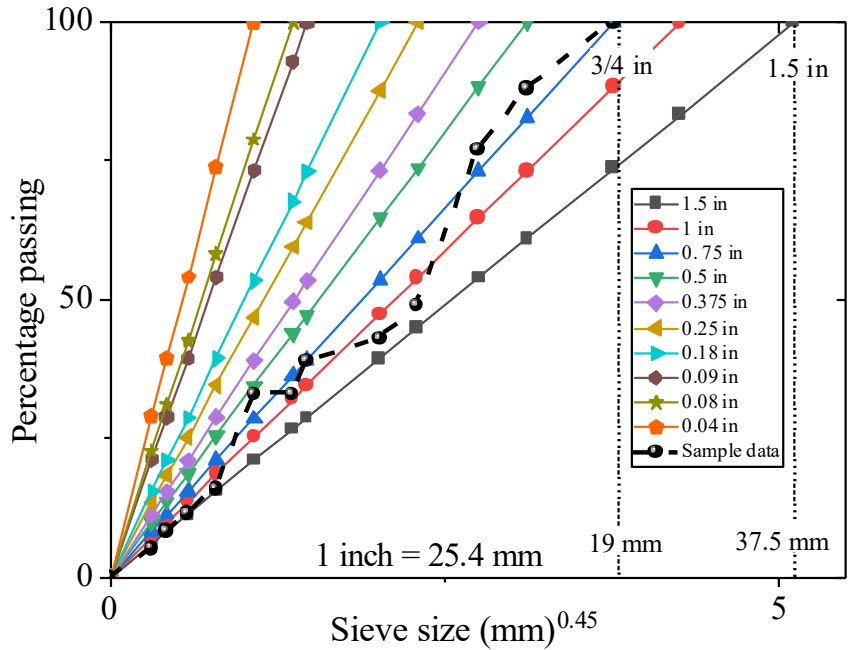 100
50
0
Percentage passing
3/4 in
1.5 in
1.5 in
1 in
0.75 in
0.5 in
0.375 in
0.25 in
0.18 in
0.09 in
0.08 in
0.04 in
Sample data
1 inch = 25.4 mm
19 mm
37.5 mm
0
5
Sieve size (mm)^0.45